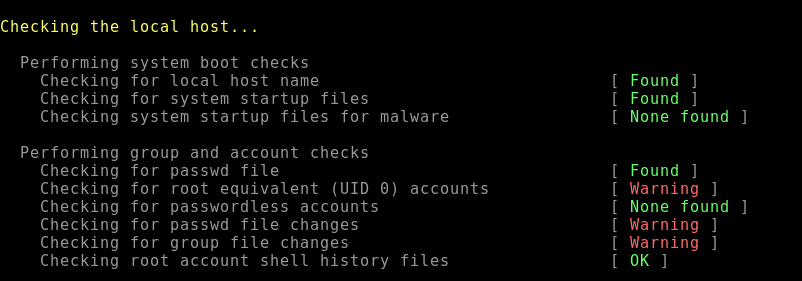 Checking the local host...
Performing system boot checks
Checking for local host name [ Found ]
Checking for system startup files [ Found ]
Checking system startup files for malware [ None found ]
Performing group and account checks
Checking for passwd file [ Found ]
Checking for root equivalent (UID 0) accounts [ Warning ]
Checking for passwordless accounts [ None found ]
Checking for passwd file changes [ Warning ]
Checking for group file changes [ Warning ]
Checking root account shell history files [ OK ]